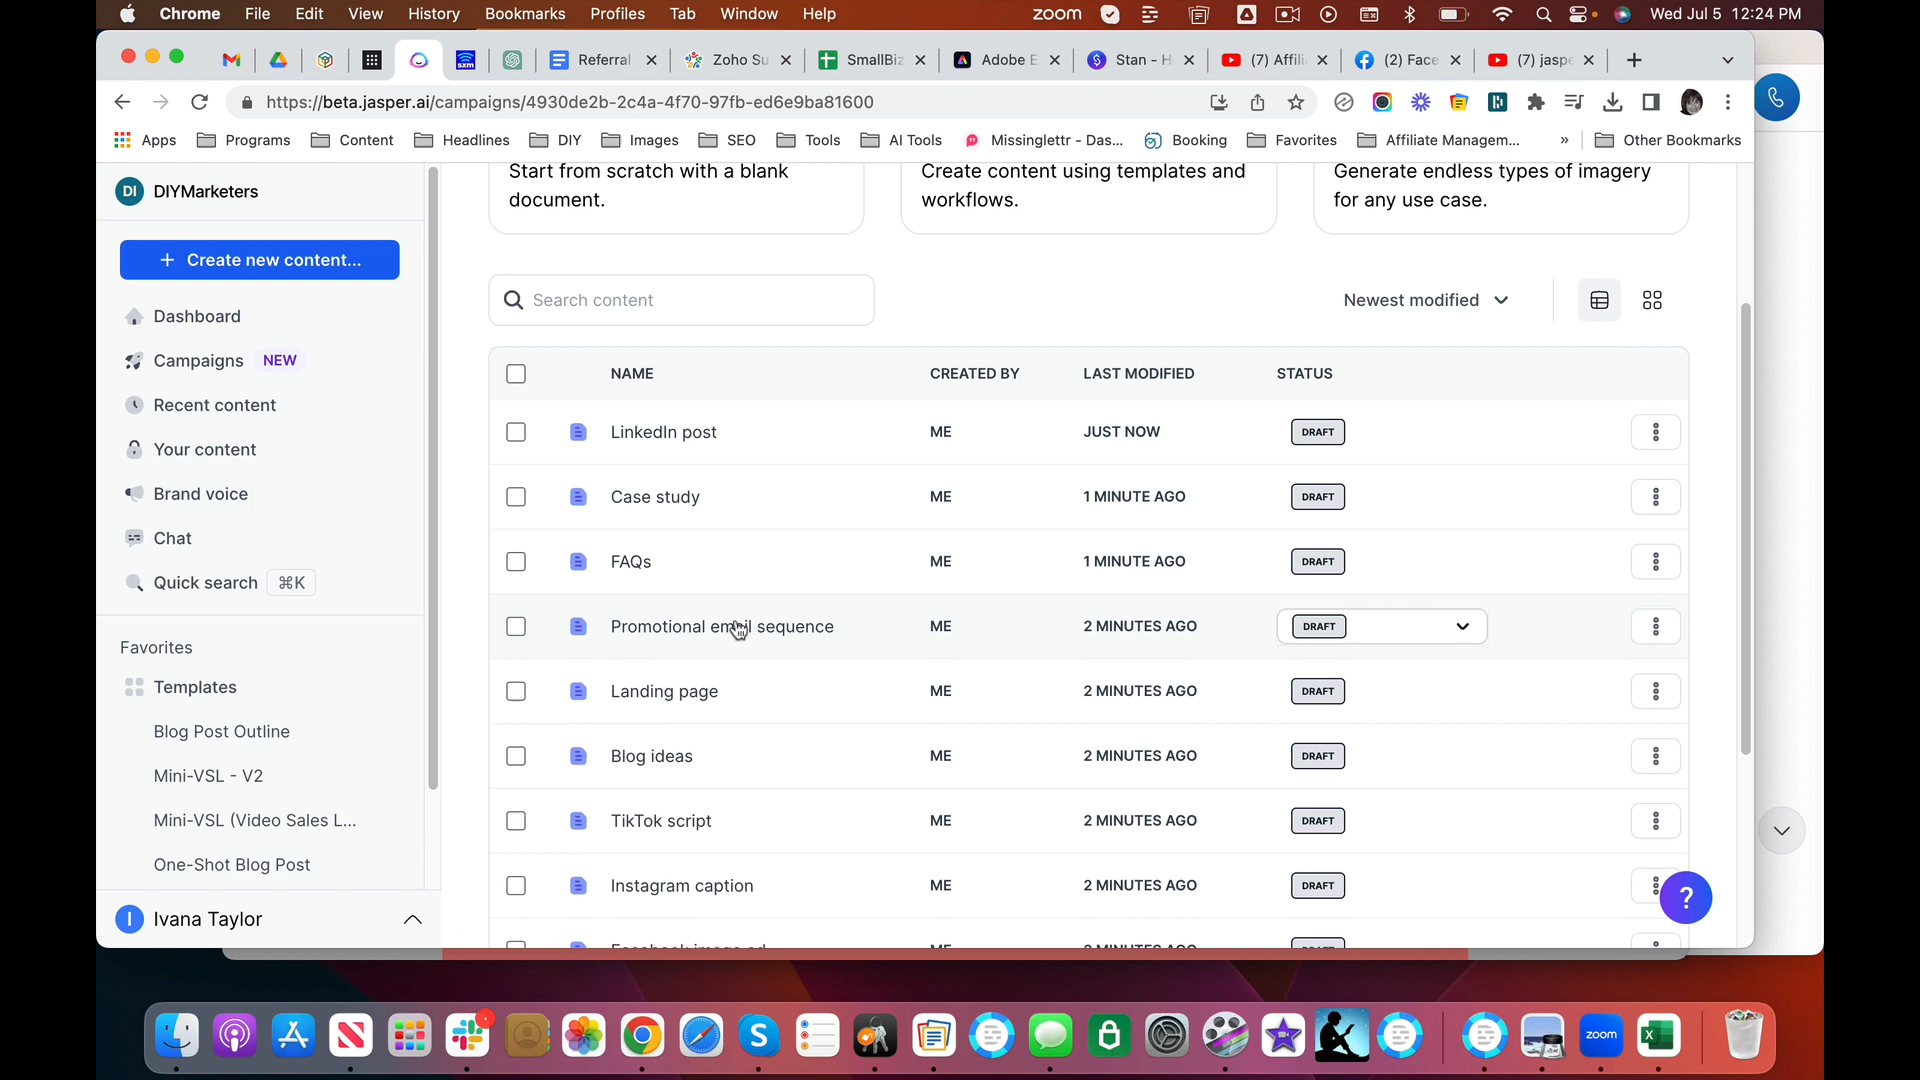 Chrome File Edit View History Bookmarks Profiles Tab Window Help zoom Wed Jul 5 12:24 PM
Referral Zoho Su SmallBiz Adobe E Stan - H (7) Affili (2) Face (7) jaspe
https://beta.jasper.ai/campaigns/4930de2b-2c4a-4f70-97fb-ed6e9ba81600
Apps Programs Content Headlines DIY Images SEO Tools AI Tools Missinglettr - Das... Booking Favorites Affiliate Managem... » Other Bookmarks
DI DIYMarketers
+ Create new content...
Dashboard
Campaigns NEW
Recent content
Your content
Brand voice
Chat
Quick search ⌘K
Favorites
Templates
Blog Post Outline
Mini-VSL - V2
Mini-VSL (Video Sales L...
One-Shot Blog Post
I Ivana Taylor
Start from scratch with a blank
document.
Create content using templates and
workflows.
Generate endless types of imagery
for any use case.
Search content
Newest modified
NAME CREATED BY LAST MODIFIED STATUS
LinkedIn post ME JUST NOW DRAFT
Case study ME 1 MINUTE AGO DRAFT
FAQs ME 1 MINUTE AGO DRAFT
Promotional email sequence ME 2 MINUTES AGO DRAFT
Landing page ME 2 MINUTES AGO DRAFT
Blog ideas ME 2 MINUTES AGO DRAFT
TikTok script ME 2 MINUTES AGO DRAFT
Instagram caption ME 2 MINUTES AGO DRAFT
?
zoom